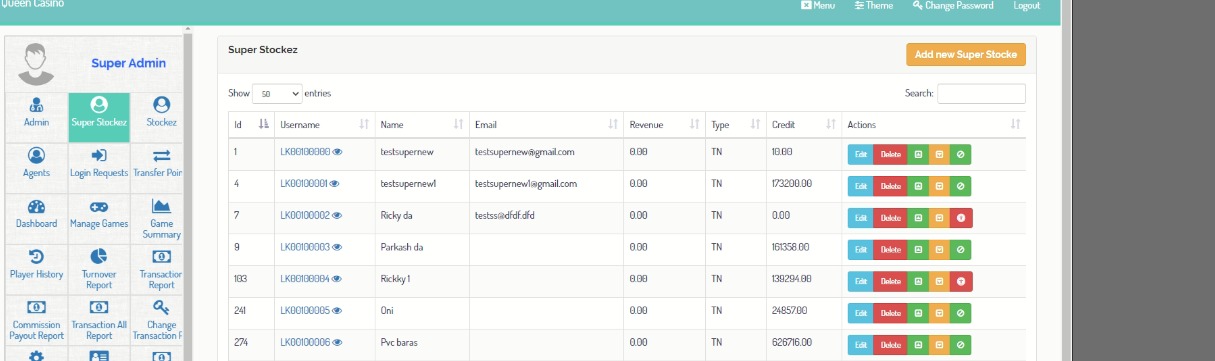 Queen Casino
Menu Theme Change Password Logout
Super Admin
Admin Super Stockez Stockez
Agents Login Requests Transfer Poin
Dashboard Manage Games Game Summary
Player History Turnover Report Transaction Report
Commission Payout Report Transaction All Report Change Transaction P
Super Stockez
Add new Super Stocke
Show 50 entries
Search:
Id Username Name Email Revenue Type Credit Actions
1 LK00100000 testsupernew testsupernew@gmail.com 0.00 TN 10.00 Edit Delete
4 LK00100001 testsupernew1 testsupernew1@gmail.com 0.00 TN 173200.00 Edit Delete
7 LK00100002 Ricky da testss@dfdf.dfd 0.00 TN 0.00 Edit Delete
9 LK00100003 Parkash da 0.00 TN 161358.00 Edit Delete
103 LK00100004 Rickky 1 0.00 TN 139294.00 Edit Delete
241 LK00100005 Oni 0.00 TN 24857.00 Edit Delete
274 LK00100006 Pvc baras 0.00 TN 626716.00 Edit Delete